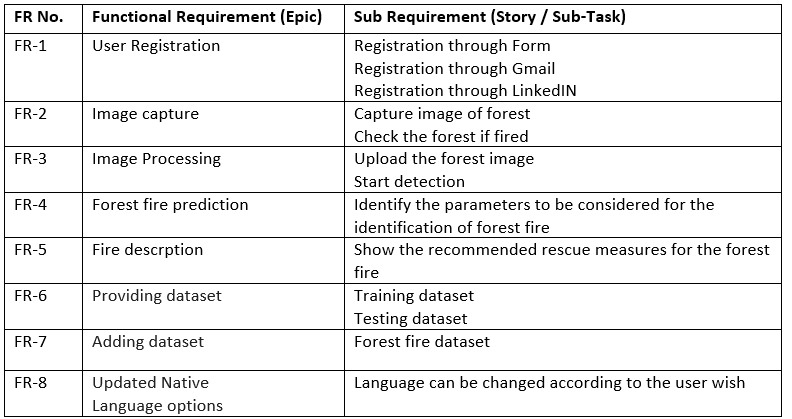 FR No. Functional Requirement (Epic) Sub Requirement (Story / Sub-Task)
FR-1 User Registration Registration through Form
Registration through Gmail
Registration through LinkedIN
FR-2 Image capture Capture image of forest
Check the forest if fired
FR-3 Image Processing Upload the forest image
Start detection
FR-4 Forest fire prediction Identify the parameters to be considered for the
identification of forest fire
FR-5 Fire descrption Show the recommended rescue measures for the forest
fire
FR-6 Providing dataset Training dataset
Testing dataset
FR-7 Adding dataset Forest fire dataset
FR-8 Updated Native Language can be changed according to the user wish
Language options